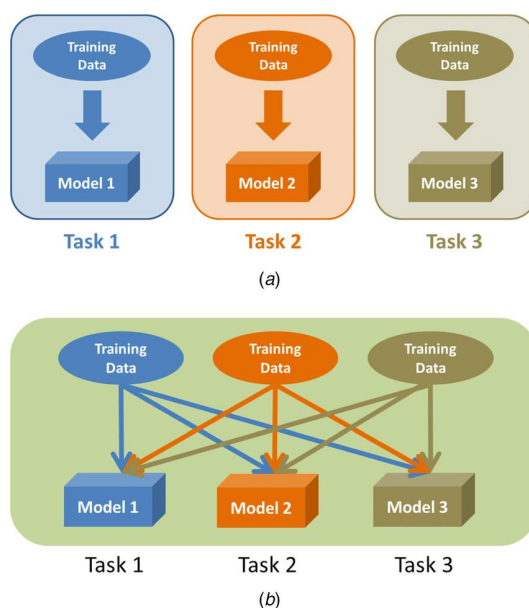 Training Data
Training Data
Training Data
Model 1
Model 2
Model 3
Task 1
Task 2
Task 3
(a)
Training Data
Training Data
Training Data
Model 1
Model 2
Model 3
Task 1
Task 2
Task 3
(b)